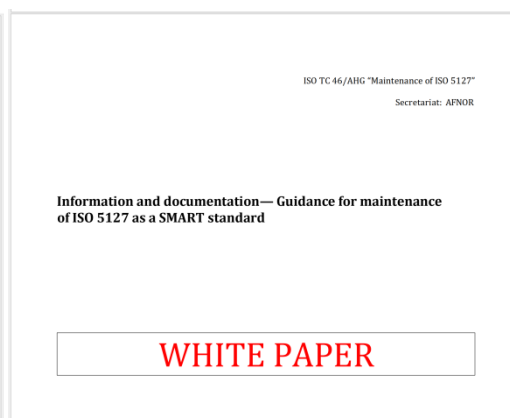 ISO TC 46/AHG "Maintenance of ISO 5127"
Secretariat: AFNOR
Information and documentation— Guidance for maintenance
of ISO 5127 as a SMART standard
WHITE PAPER